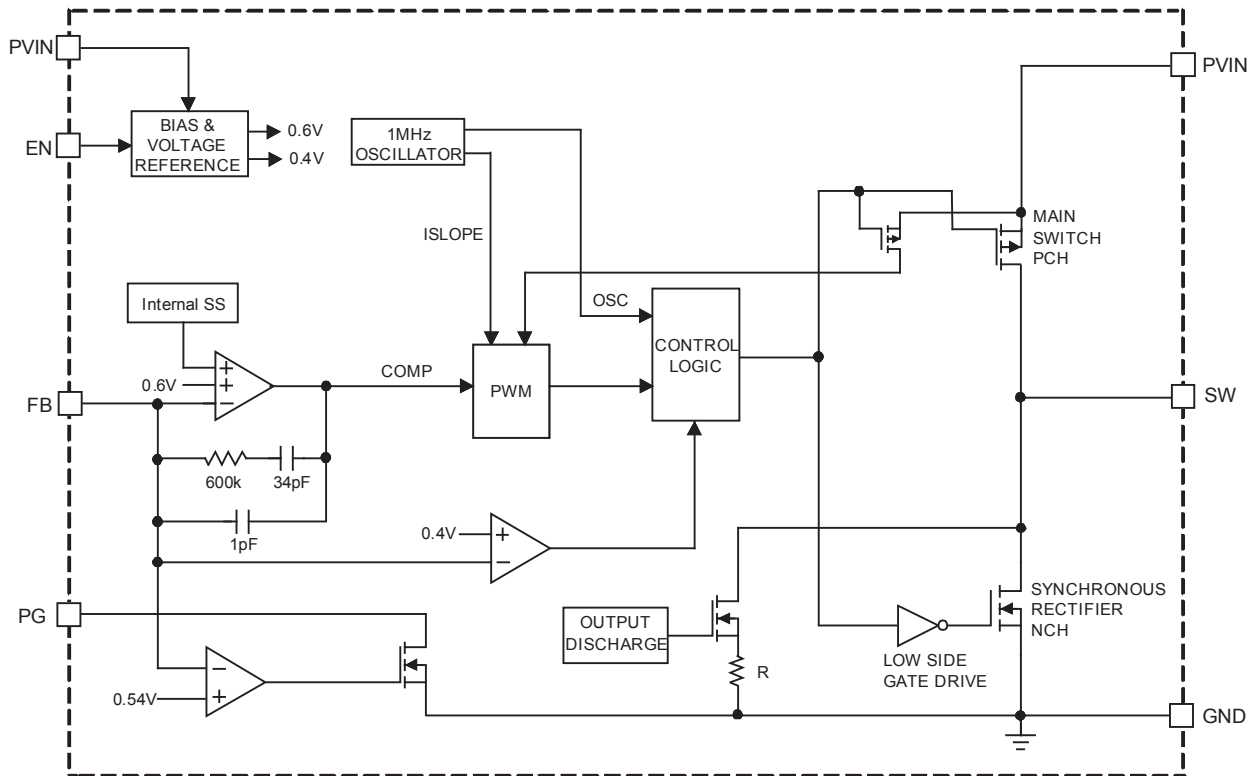 PVIN
PVIN
BIAS &
VOLTAGE
REFERENCE
0.6V
0.4V
EN
1MHz
OSCILLATOR
MAIN
SWITCH
PCH
ISLOPE
Internal SS
OSC
CONTROL
LOGIC
+
0.6V
+
−
COMP
PWM
FB
SW
600k
34pF
1pF
0.4V
+
−
PG
OUTPUT
DISCHARGE
R
SYNCHRONOUS
RECTIFIER
NCH
LOW SIDE
GATE DRIVE
−
0.54V
+
GND